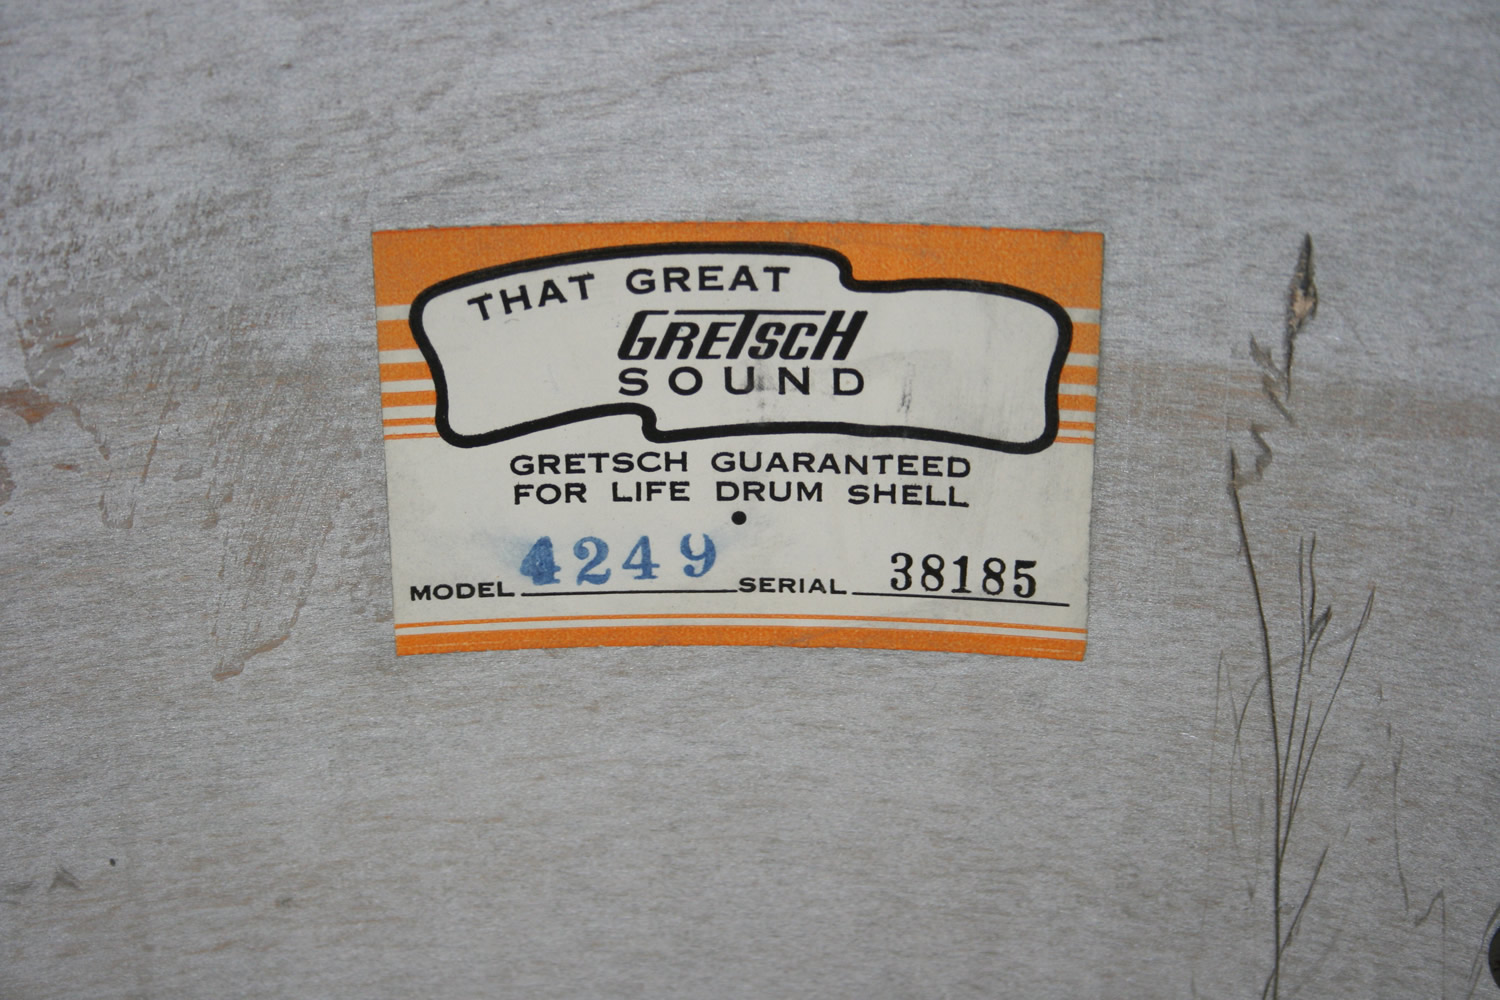 THAT GREAT
GRETSCH
SOUND
GRETSCH GUARANTEED
FOR LIFE DRUM SHELL
MODEL 4249 SERIAL 38185